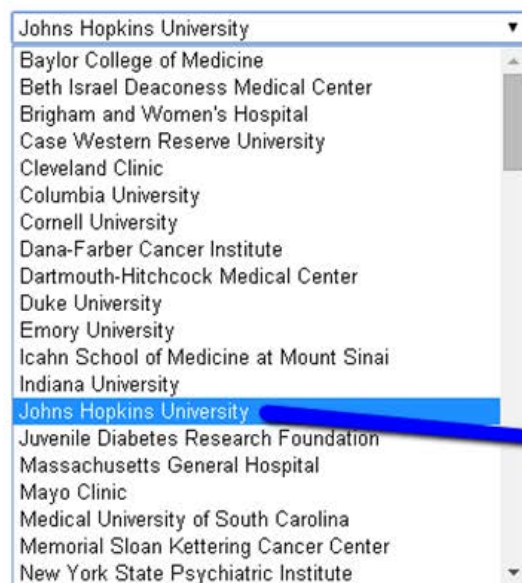 Johns Hopkins University
Baylor College of Medicine
Beth Israel Deaconess Medical Center
Brigham and Women's Hospital
Case Western Reserve University
Cleveland Clinic
Columbia University
Cornell University
Dana-Farber Cancer Institute
Dartmouth-Hitchcock Medical Center
Duke University
Emory University
Icahn School of Medicine at Mount Sinai
Indiana University
Johns Hopkins University
Juvenile Diabetes Research Foundation
Massachusetts General Hospital
Mayo Clinic
Medical University of South Carolina
Memorial Sloan Kettering Cancer Center
New York State Psychiatric Institute